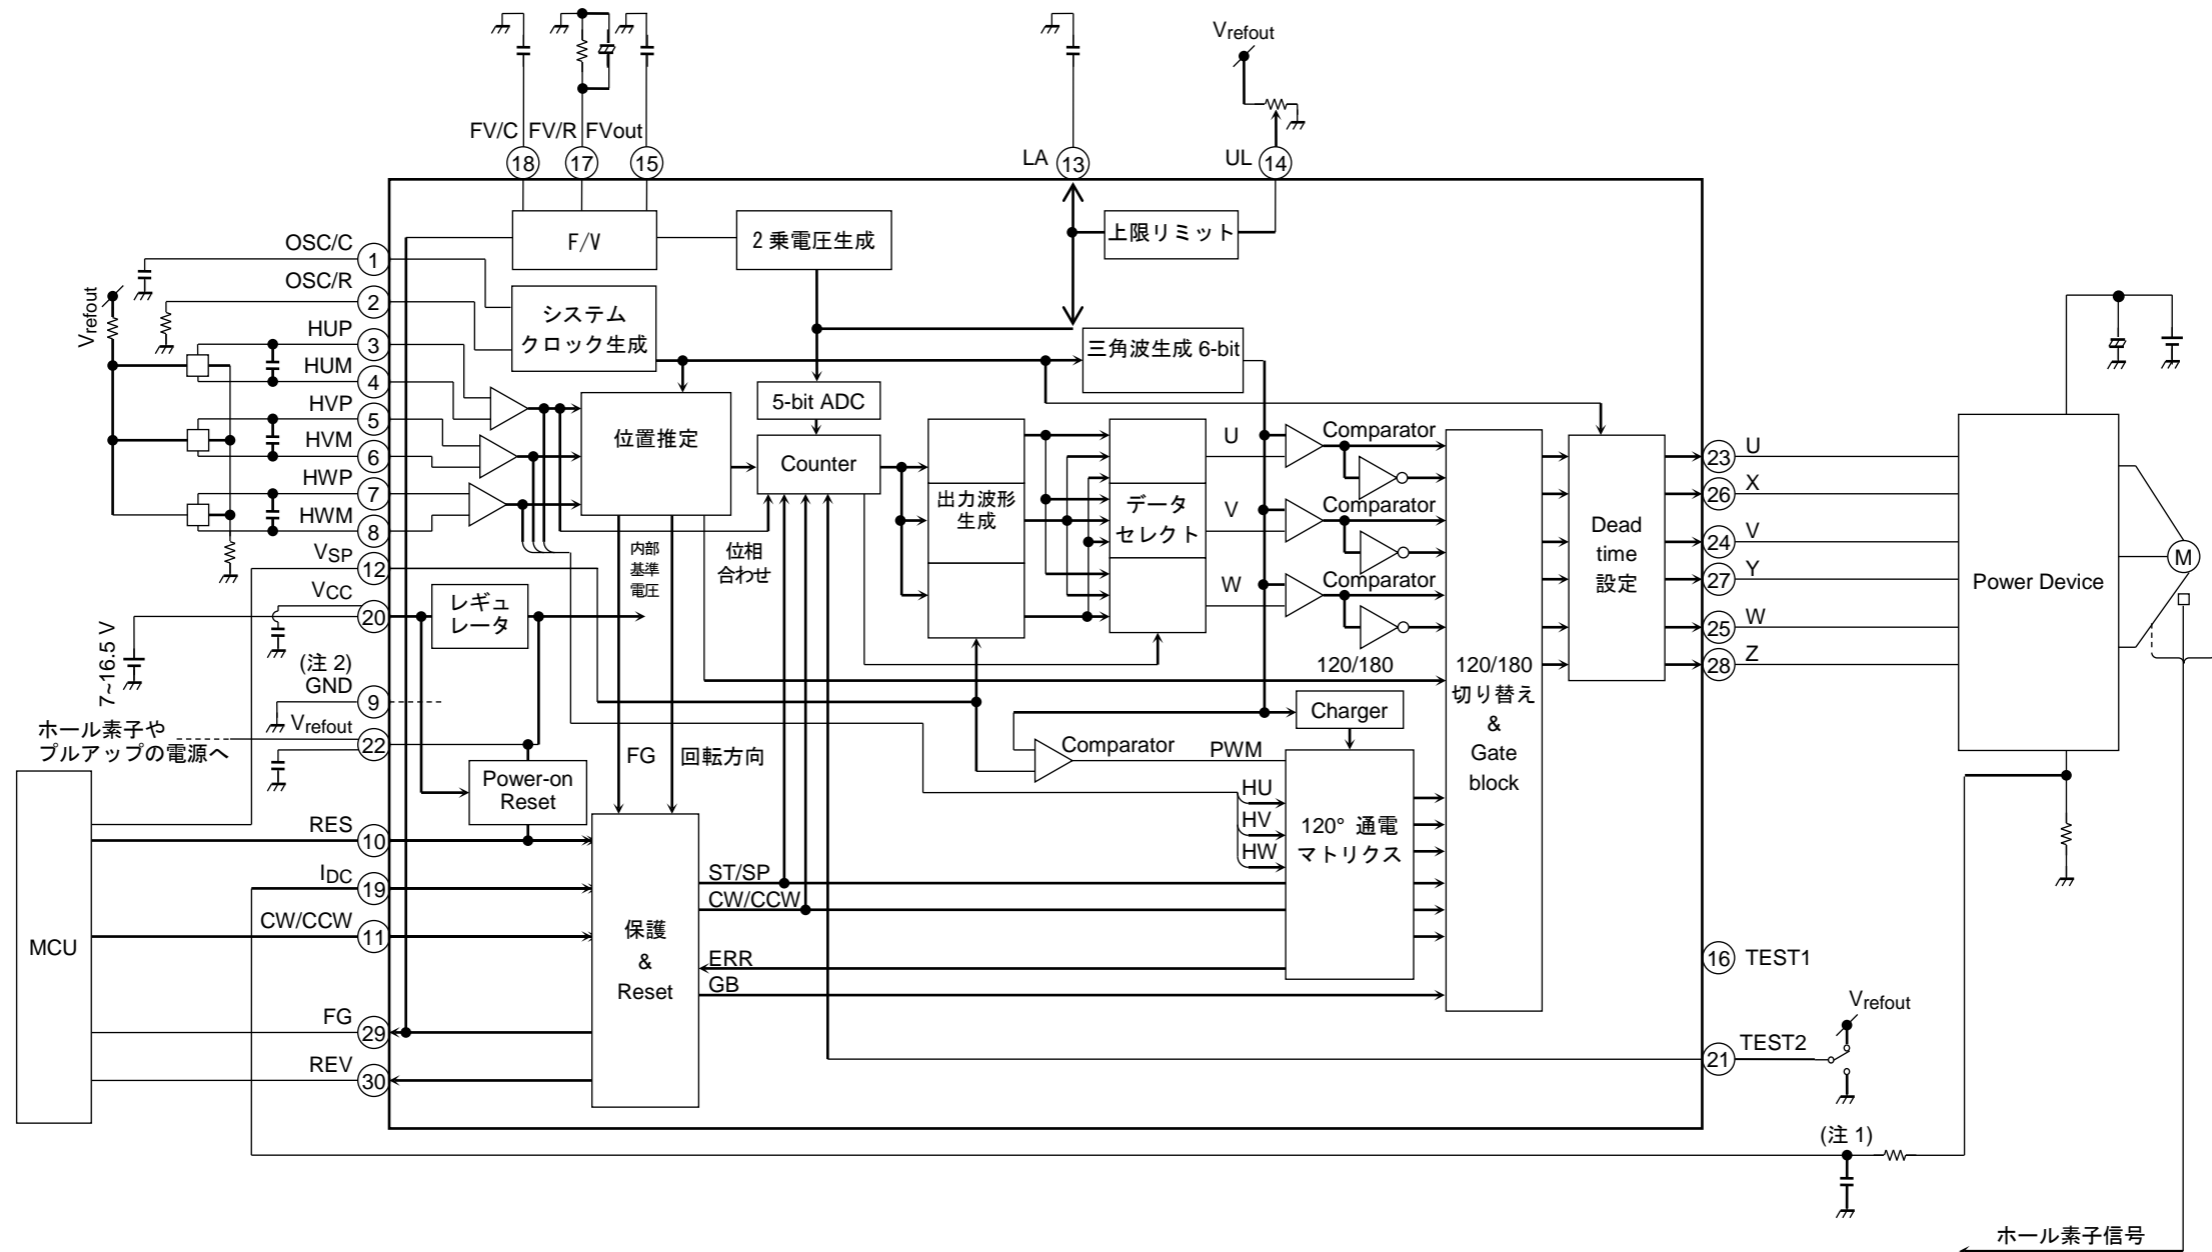 Vrefout
FV/C
FV/R
FVout
LA
UL
18
17
15
13
14
OSC/C
1
F/V
2乗電圧生成
上限リミット
OSC/R
2
Vrefout
システム
クロック生成
HUP
3
三角波生成 6-bit
HUM
4
5-bit ADC
HVP
5
位置推定
U
Comparator
HVM
6
Counter
23
U
HWP
7
出力波形
生成
データ
セレクト
V
Comparator
26
X
HWM
8
Dead
time
設定
24
V
内部
基準
電圧
位相
合わせ
VSP
12
W
Comparator
27
Y
Power Device
M
VCC
20
レギュ
レータ
25
W
7~16.5 V
120/180
120/180
切り替え
&
Gate
block
28
Z
(注 2)
GND
9
Charger
ホール素子や
プルアップの電源へ
Vrefout
22
FG
回転方向
Comparator
PWM
Power-on
Reset
HU
HV
HW
120° 通電
マトリクス
RES
10
IDC
19
ST/SP
CW/CCW
CW/CCW
11
MCU
保護
&
Reset
ERR
GB
16
TEST1
Vrefout
FG
29
21
TEST2
REV
30
(注 1)
ホール素子信号